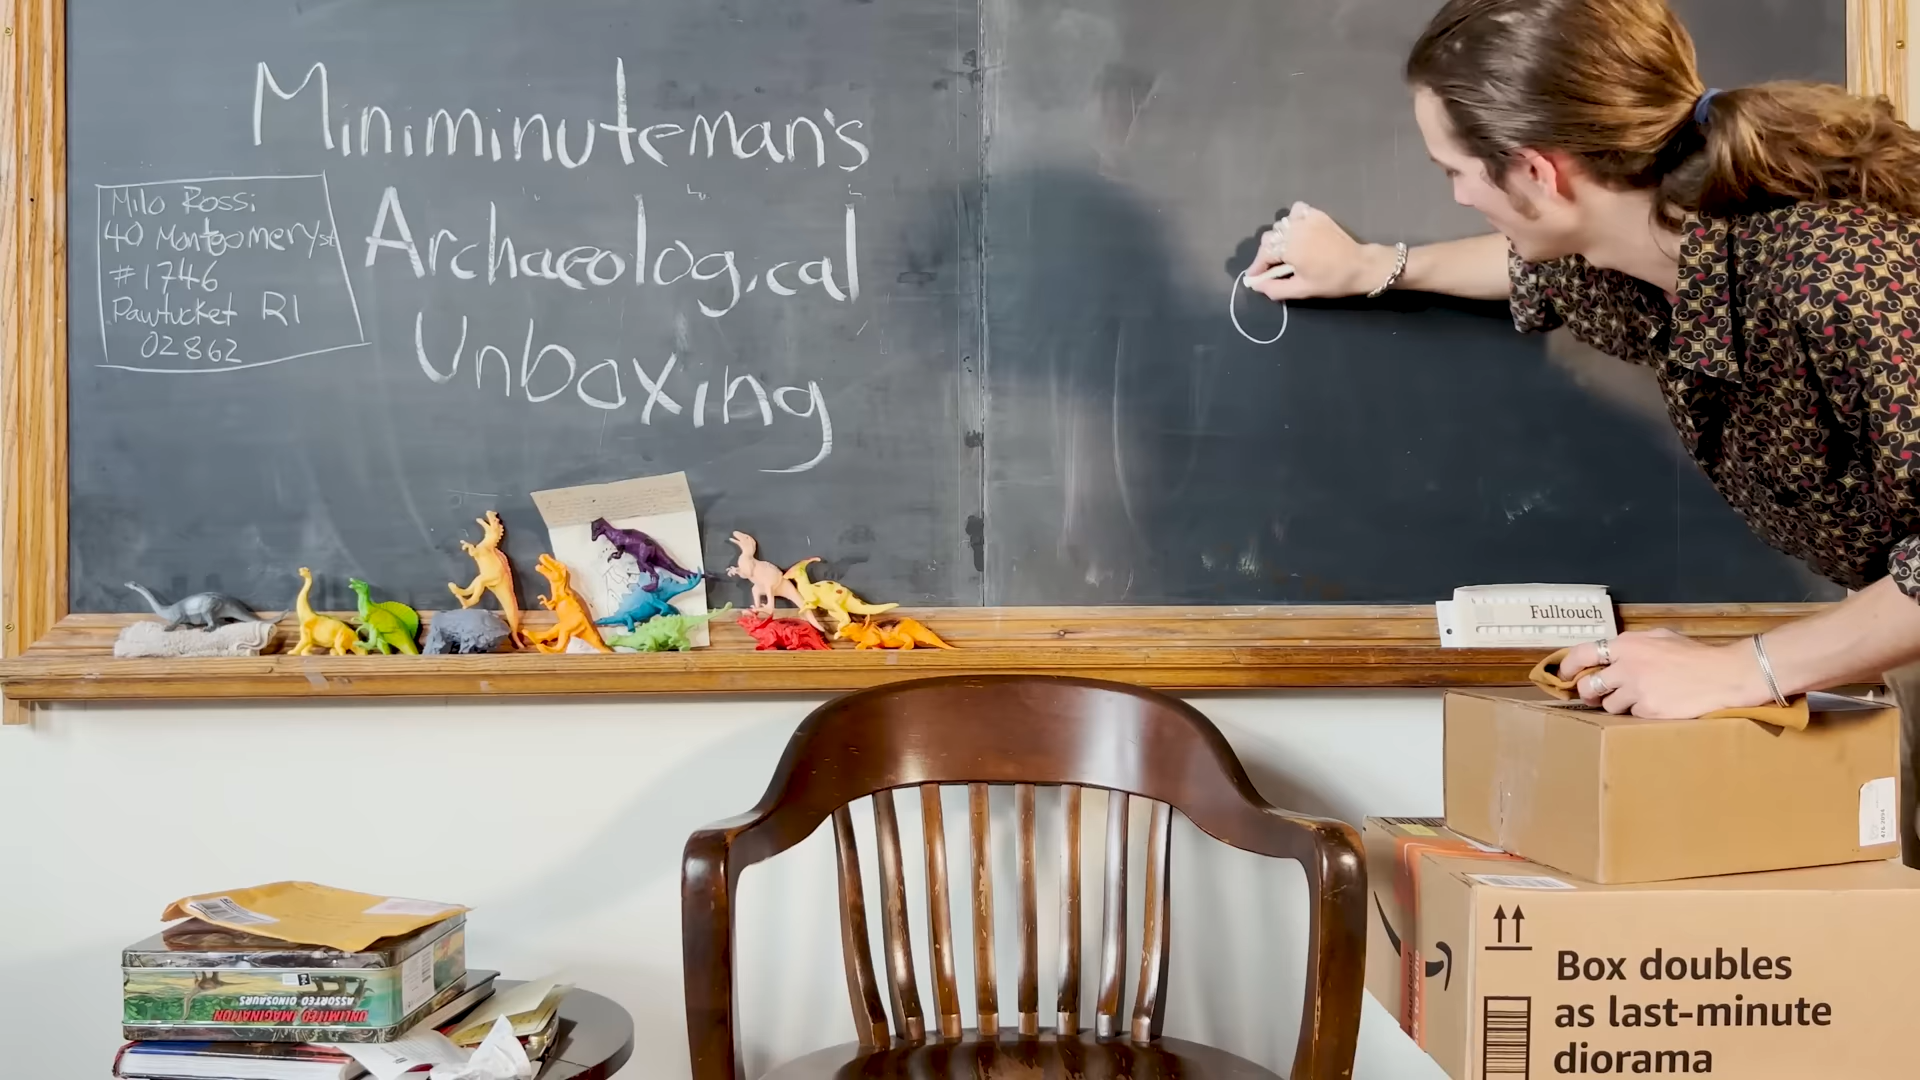 Miniminuteman's
Archaeological
Unboxing
Milo Rossi
40 Montgomery st
#1746
Pawtucket RI
02862
Fulltouch
ASSORTED DINOSAURS
UNLIMITED IMAGINATION
Box doubles
as last-minute
diorama